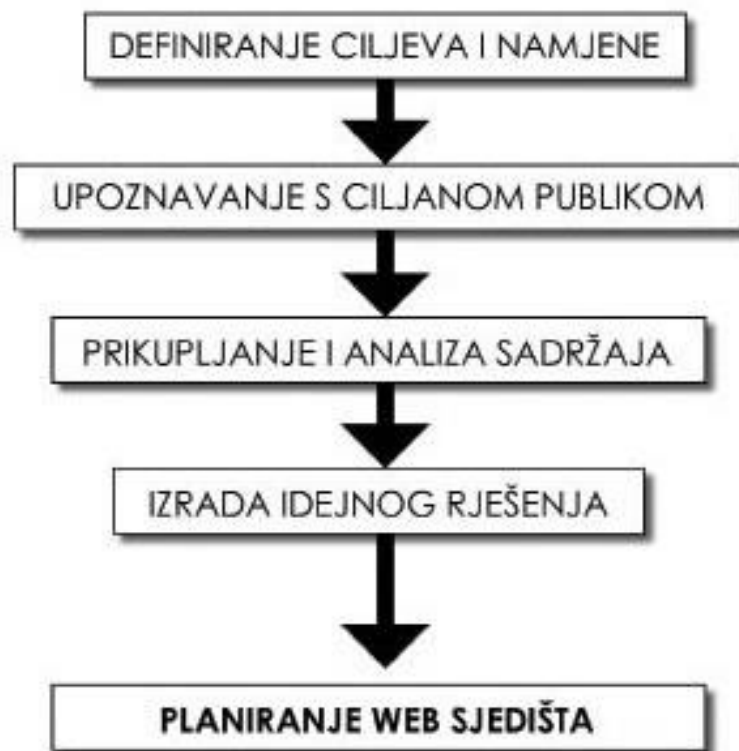 DEFINIRANJE CILJEVA I NAMJENE
UPOZNAVANJE S CILJANOM PUBLIKOM
PRIKUPLJANJE I ANALIZA SADRŽAJA
IZRADA IDEJNOG RJEŠENJA
PLANIRANJE WEB SJEDIŠTA